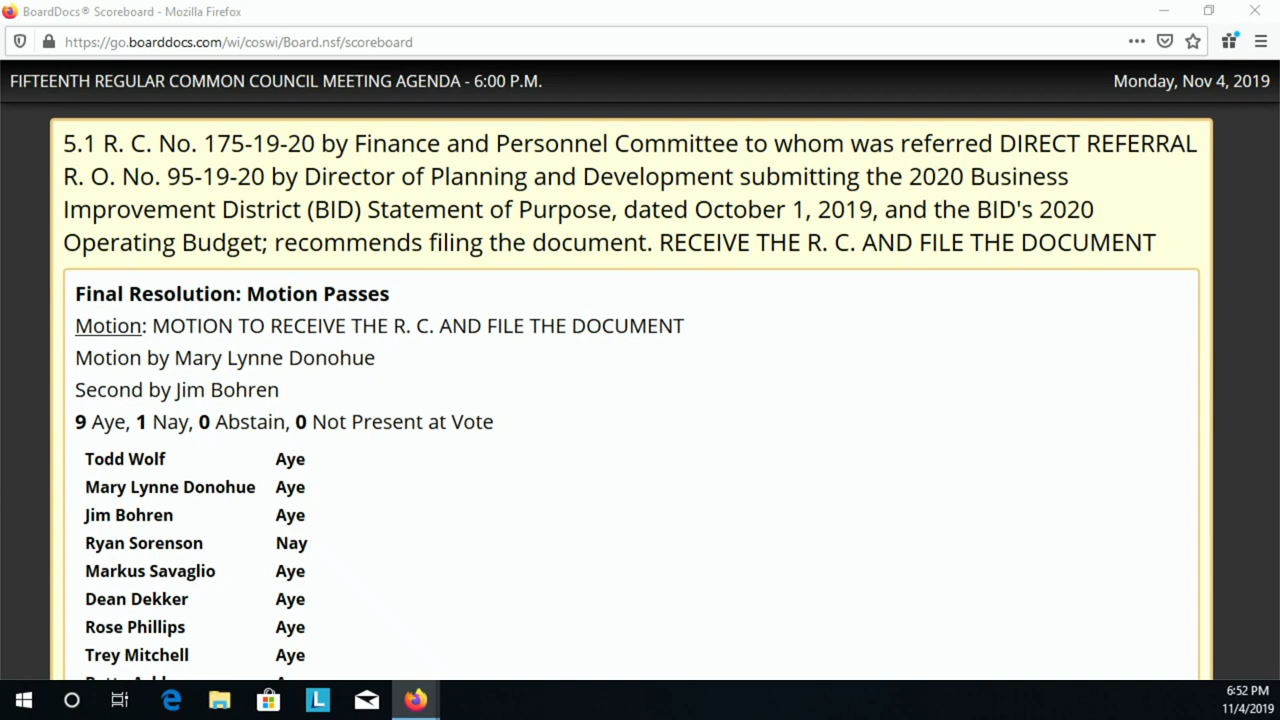 BoardDocs® Scoreboard - Mozilla Firefox
https://go.boarddocs.com/wi/coswi/Board.nsf/scoreboard
FIFTEENTH REGULAR COMMON COUNCIL MEETING AGENDA - 6:00 P.M. Monday, Nov 4, 2019
5.1 R. C. No. 175-19-20 by Finance and Personnel Committee to whom was referred DIRECT REFERRAL
R. O. No. 95-19-20 by Director of Planning and Development submitting the 2020 Business
Improvement District (BID) Statement of Purpose, dated October 1, 2019, and the BID's 2020
Operating Budget; recommends filing the document. RECEIVE THE R. C. AND FILE THE DOCUMENT
Final Resolution: Motion Passes
Motion: MOTION TO RECEIVE THE R. C. AND FILE THE DOCUMENT
Motion by Mary Lynne Donohue
Second by Jim Bohren
9 Aye, 1 Nay, 0 Abstain, 0 Not Present at Vote
Todd Wolf Aye
Mary Lynne Donohue Aye
Jim Bohren Aye
Ryan Sorenson Nay
Markus Savaglio Aye
Dean Dekker Aye
Rose Phillips Aye
Trey Mitchell Aye
L
6:52 PM
11/4/2019